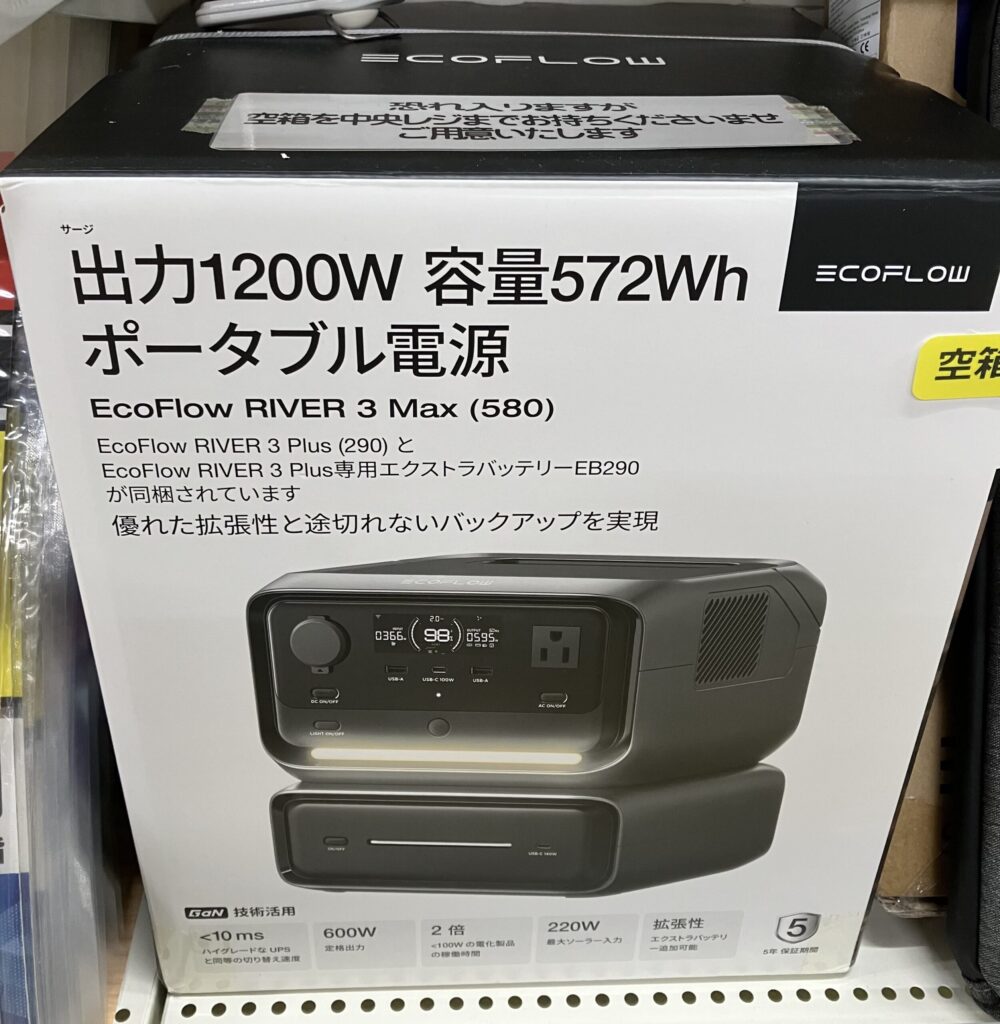 ECOFLOW
恐れ入りますが
空箱を中央レジまでお持ちくださいませ
ご用意いたします
サージ
出力1200W 容量572Wh
ポータブル電源
ECOFLOW
空箱
EcoFlow RIVER 3 Max (580)
EcoFlow RIVER 3 Plus (290) と
EcoFlow RIVER 3 Plus専用エクストラバッテリーEB290
が同梱されています
優れた拡張性と途切れないバックアップを実現
ECOFLOW
INPUT
0366
98%
2.0
OUTPUT
0595
USB-A
USB-C 100W
USB-A
DC ON/OFF
AC ON/OFF
LIGHT ON/OFF
ON/OFF
USB-C 140W
GaN 技術活用
<10 ms
ハイグレードな UPS
と同等の切り替え速度
600W
定格出力
2 倍
<100W の電化製品
の稼働時間
220W
最大ソーラー入力
拡張性
エクストラバッテリ
ー追加可能
5
5年 保証期間